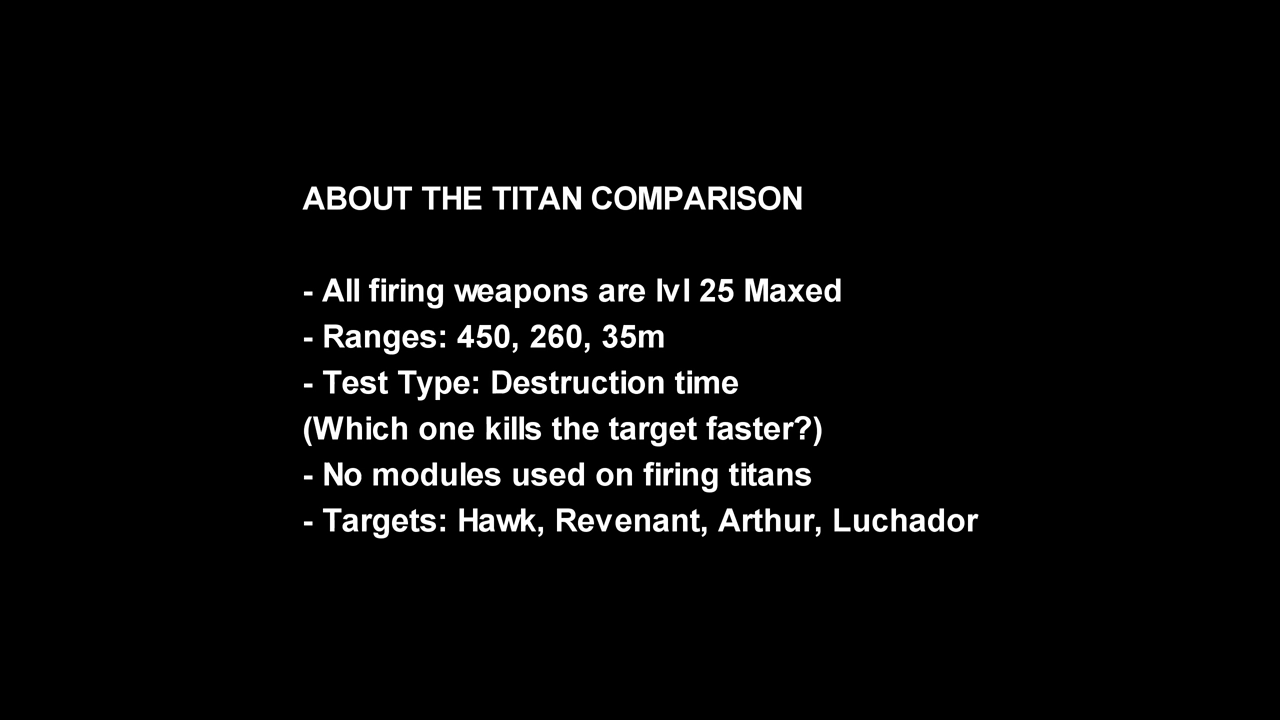 ABOUT THE TITAN COMPARISON
- All firing weapons are lvl 25 Maxed
- Ranges: 450, 260, 35m
- Test Type: Destruction time
(Which one kills the target faster?)
- No modules used on firing titans
- Targets: Hawk, Revenant, Arthur, Luchador